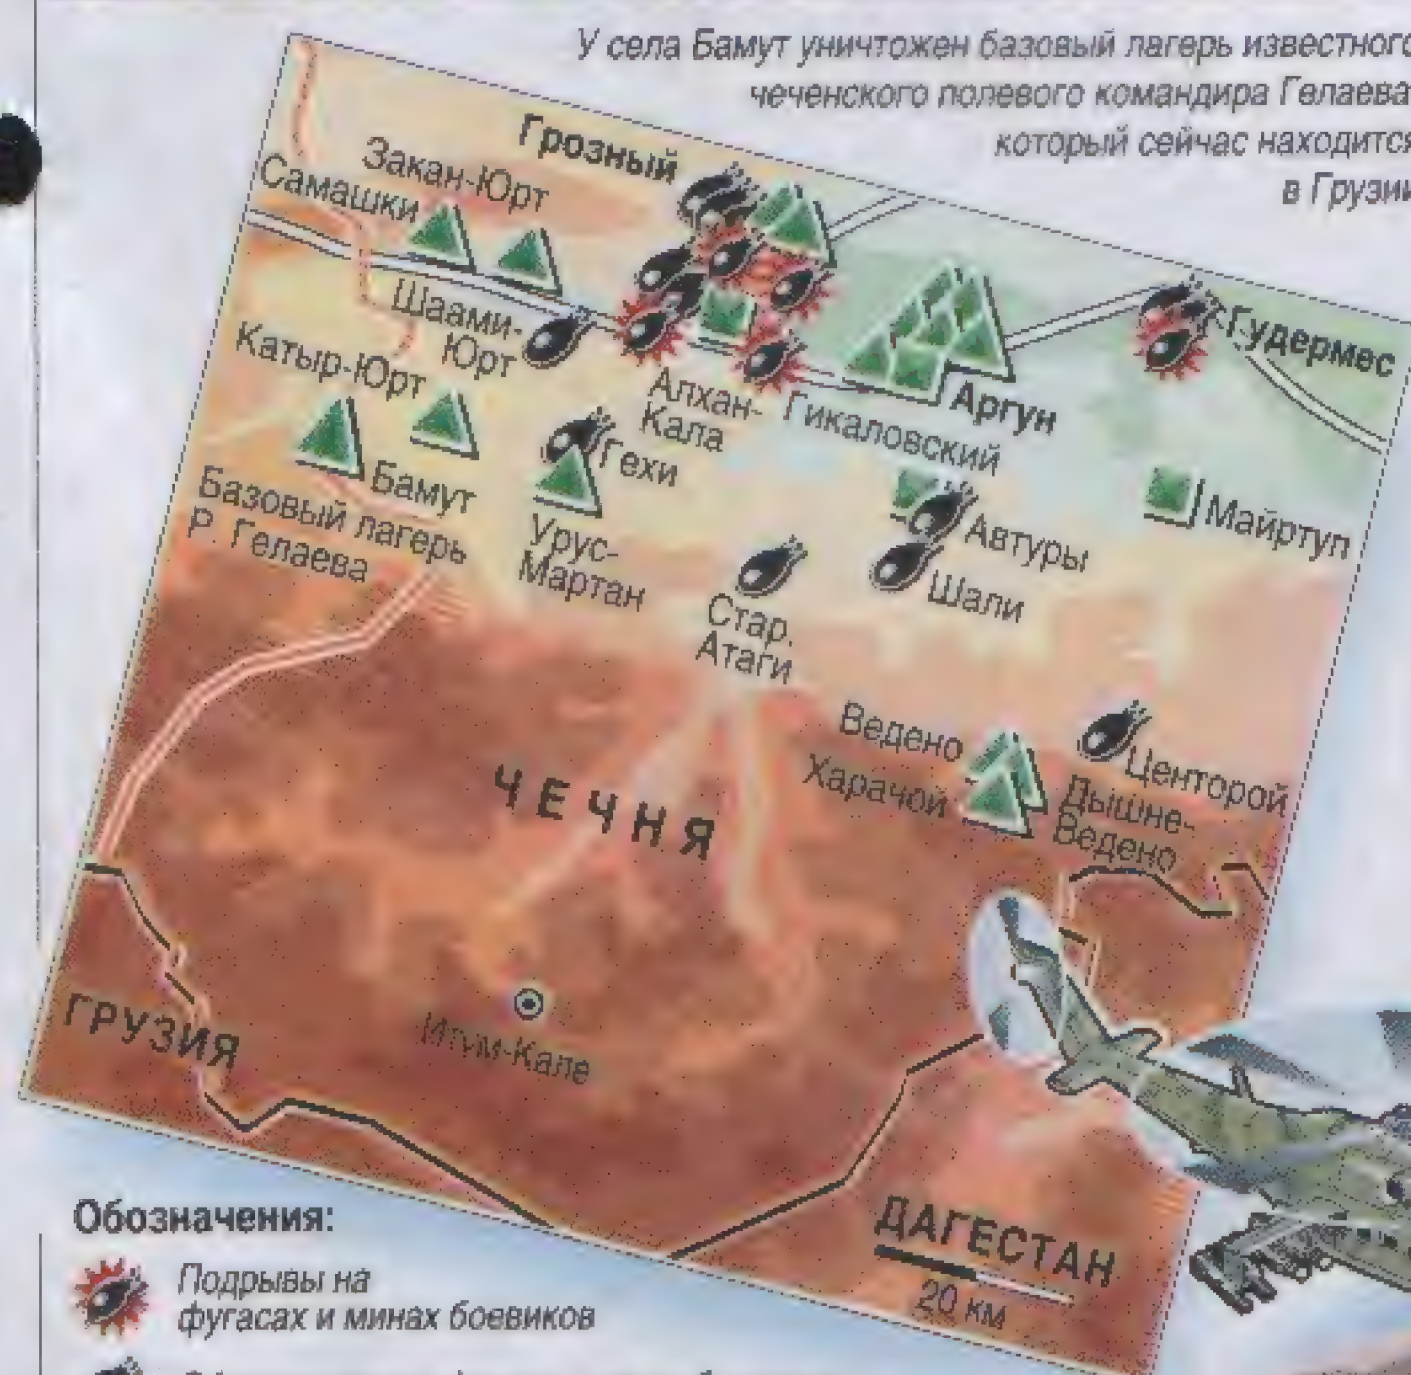 У села Бамут уничтожен базовый лагерь известного
чеченского полевого командира Гелаева,
который сейчас находится
в Грузии
Грозный
Закан-Юрт
Самашки
Шаами-
Юрт
Катыр-Юрт
Алхан-
Кала
Гикаловский
Аргун
Гудермес
Гехи
Бамут
Базовый лагерь
Р. Гелаева
Урус-
Мартан
Автуры
Майртуп
Шали
Стар.
Атаги
Ведено
Харачой
Центорой
Дышне-
Ведено
ЧЕЧНЯ
ГРУЗИЯ
Итум-Кале
ДАГЕСТАН
20 км
Обозначения:
Подрывы на
фугасах и минах боевиков